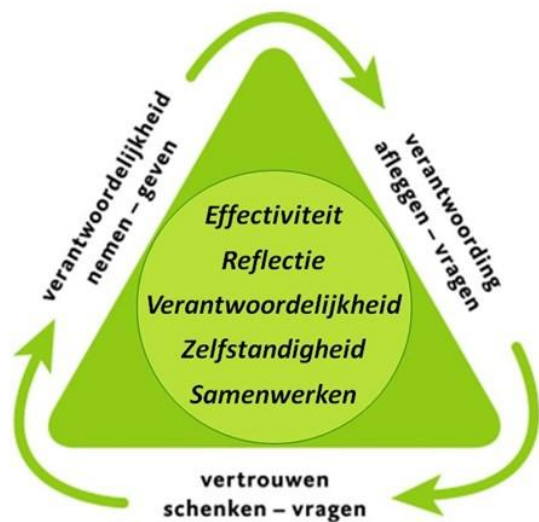 verantwoordelijkheid
nemen – geven
verantwoording
afleggen – vragen
Effectiviteit
Reflectie
Verantwoordelijkheid
Zelfstandigheid
Samenwerken
vertrouwen
schenken – vragen